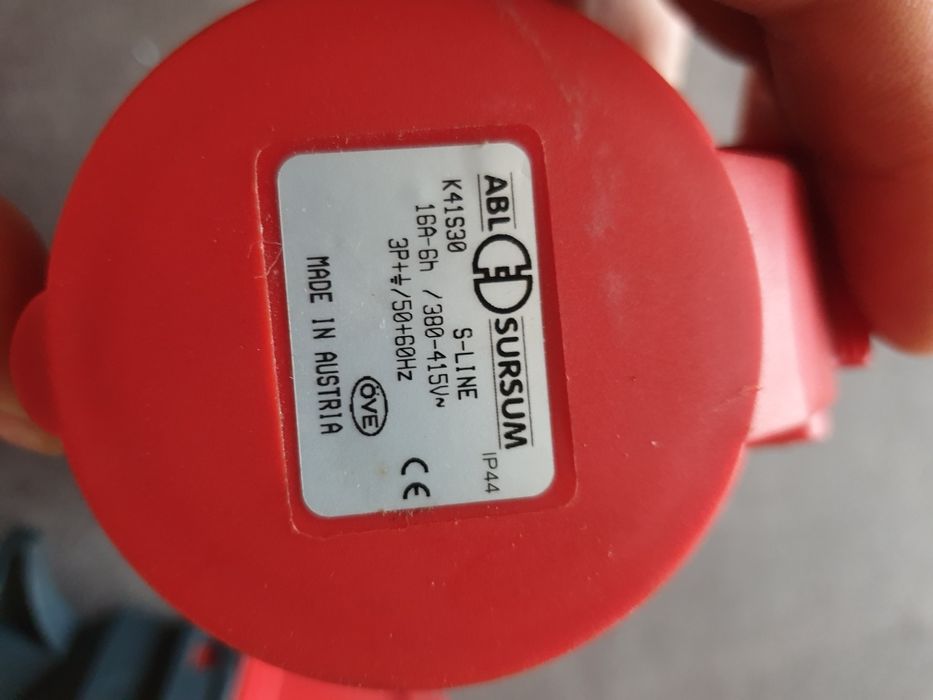 ABL SURSUM
IP44
K41S30 S-LINE
16A-6h /380-415V~
3P+⏚/50+60Hz
CE
ÖVE
MADE IN AUSTRIA